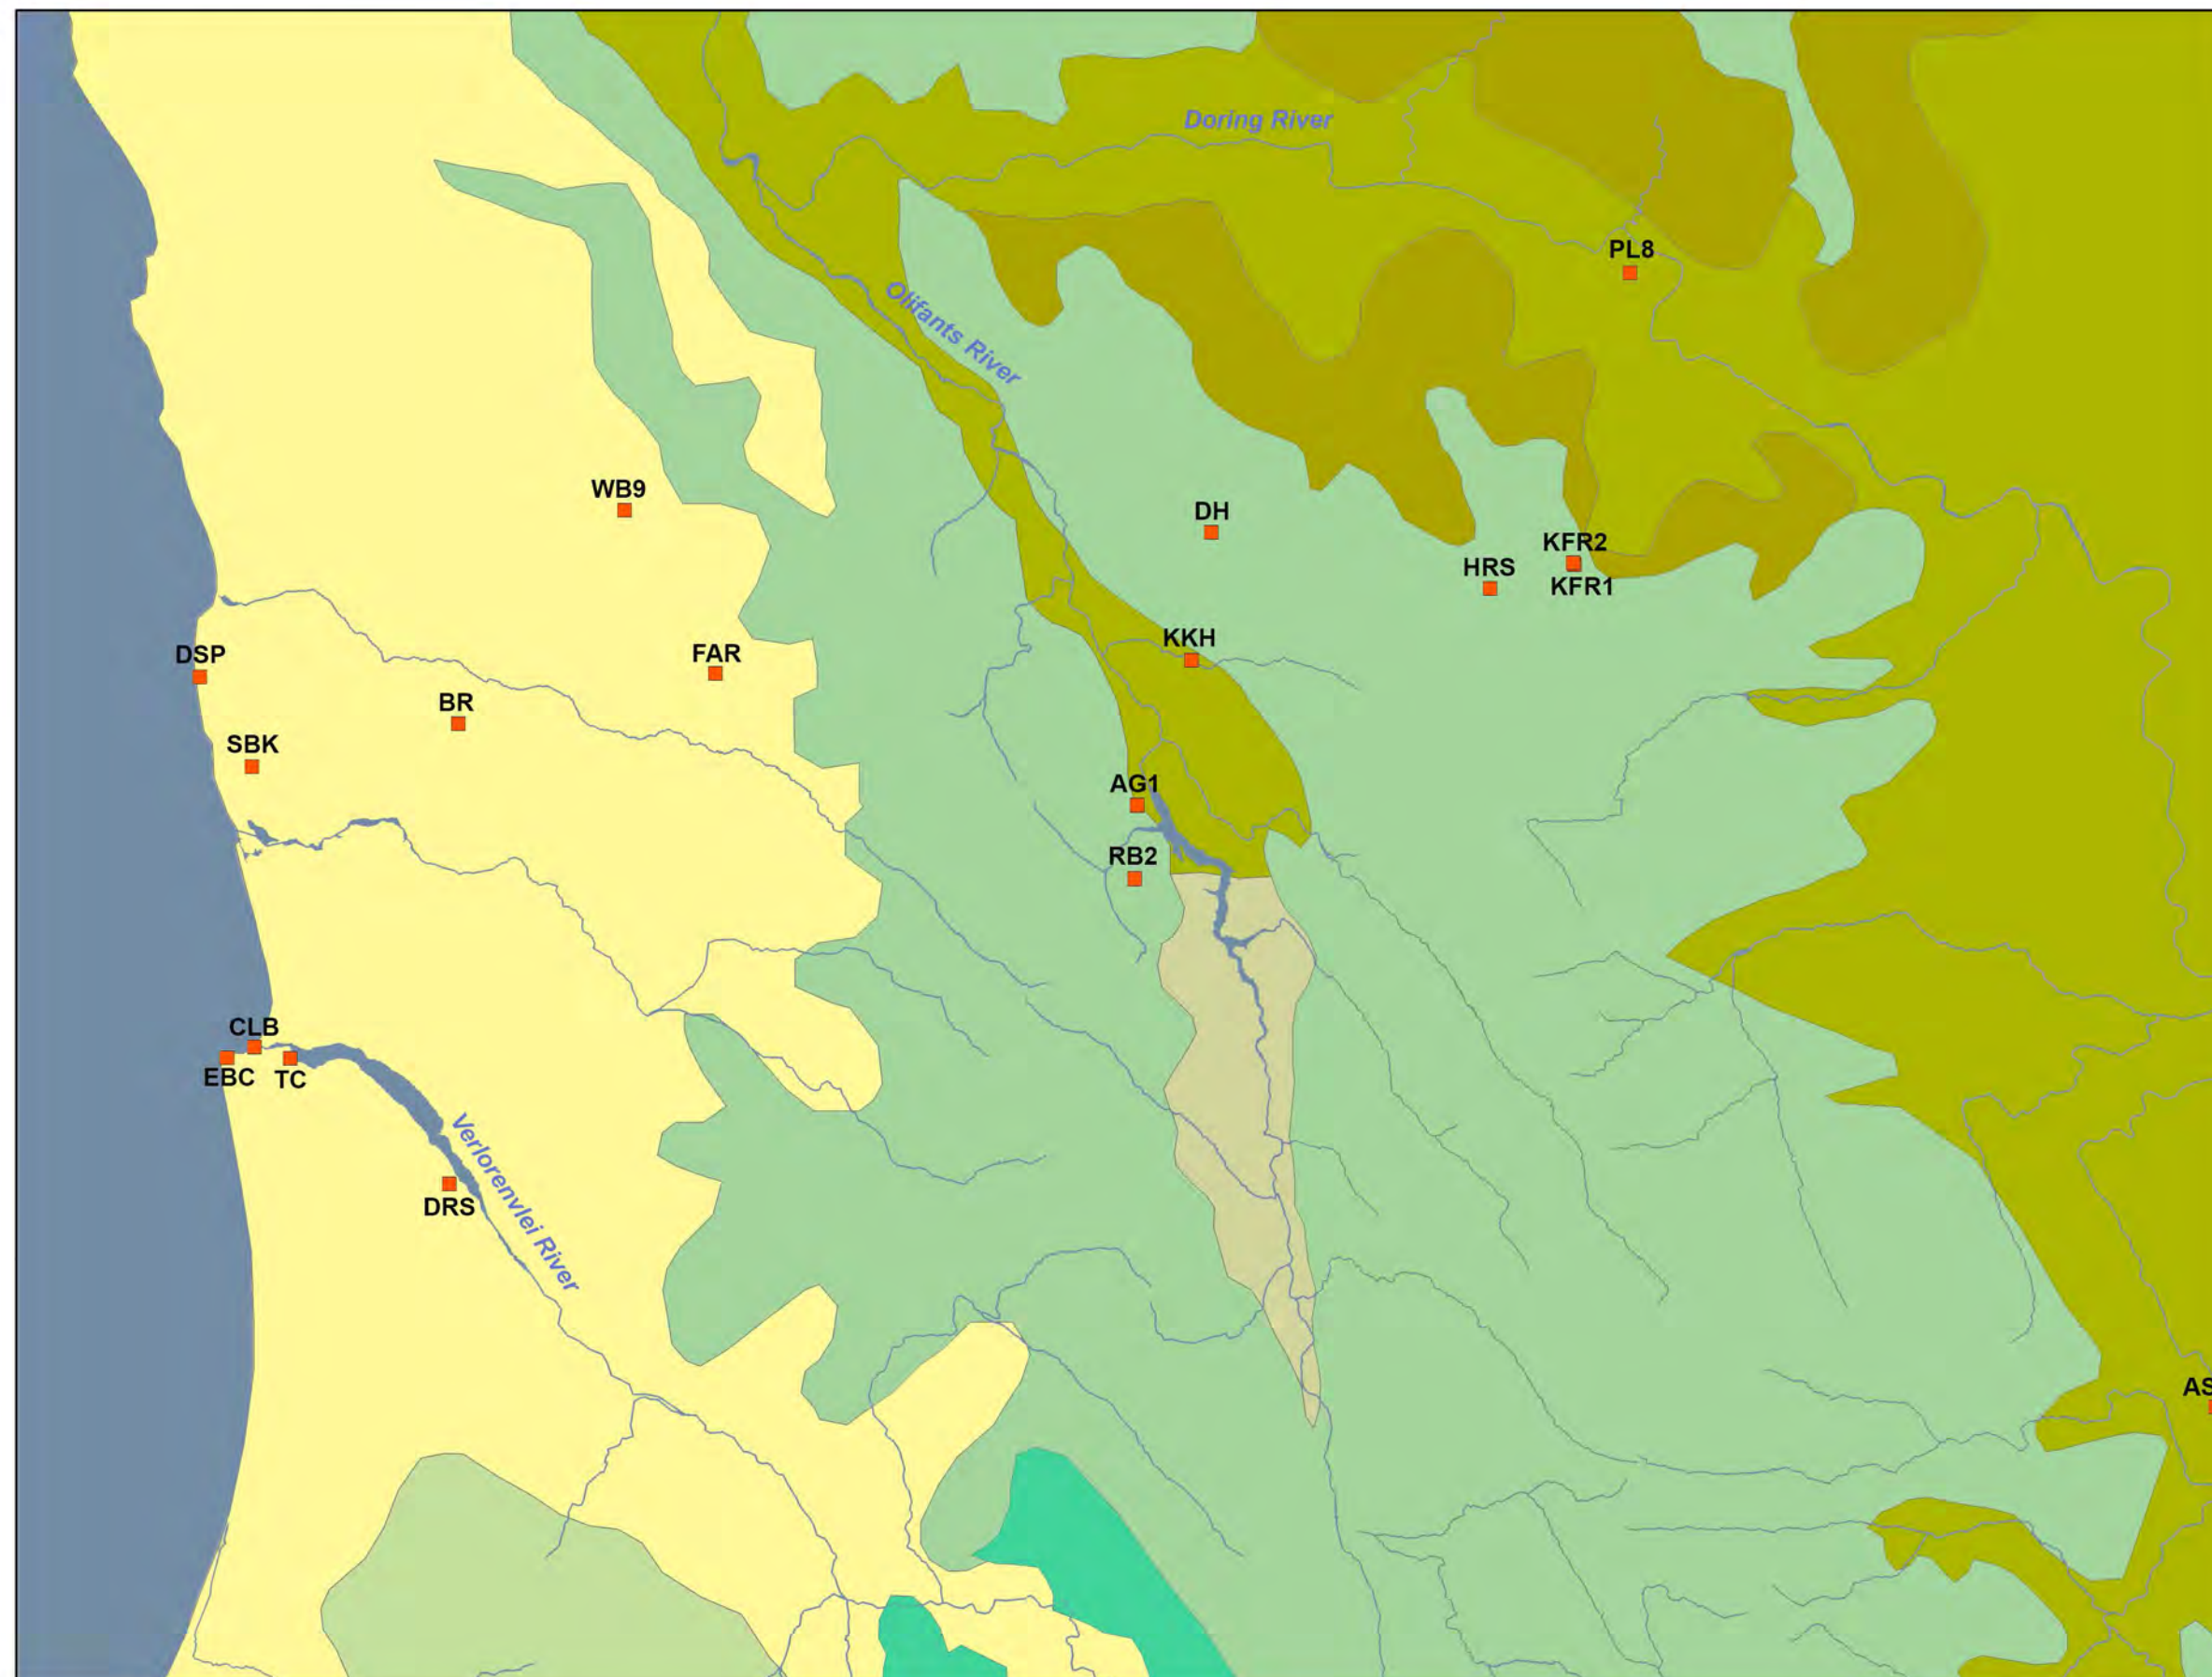 Doring River
PL8
Olifants River
WB9
DH
KFR2
HRS
KFR1
KKH
DSP
FAR
BR
SBK
AG1
RB2
CLB
EBC
TC
Verlorenvlei River
DRS
AS